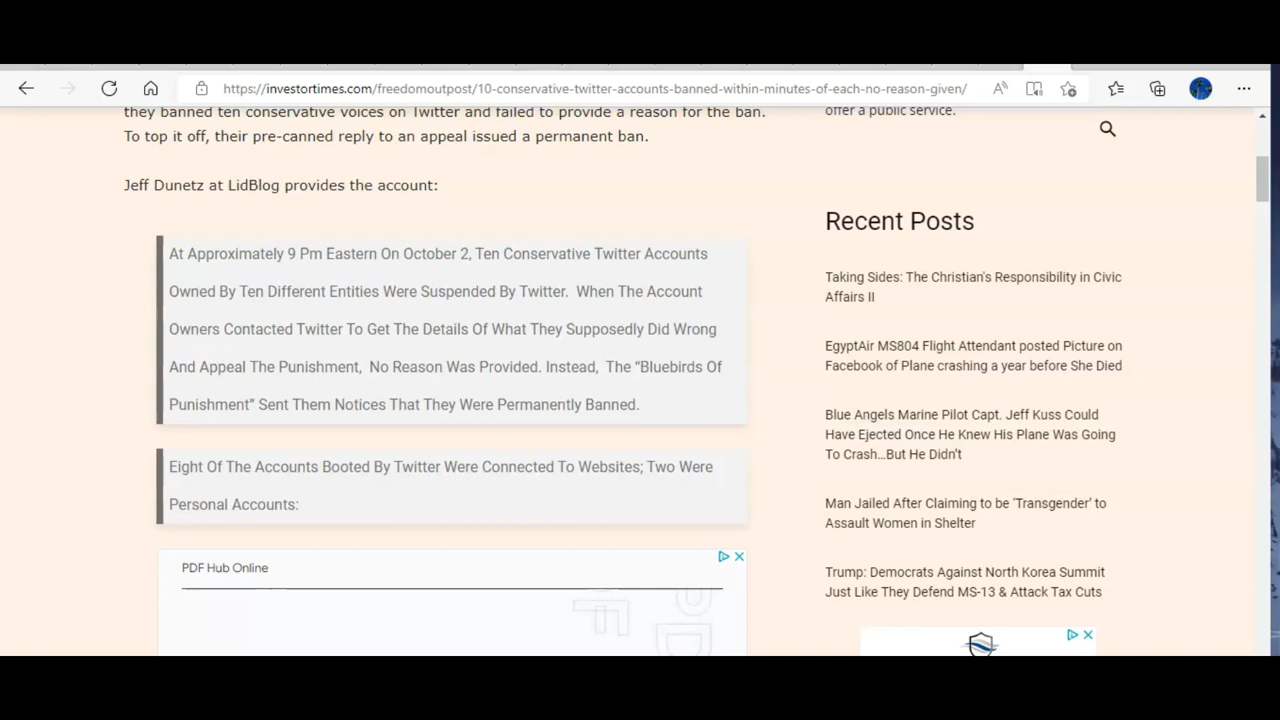 https://investortimes.com/freedomoutpost/10-conservative-twitter-accounts-banned-within-minutes-of-each-no-reason-given/
they banned ten conservative voices on Twitter and failed to provide a reason for the ban.
To top it off, their pre-canned reply to an appeal issued a permanent ban.
Jeff Dunetz at LidBlog provides the account:
At Approximately 9 Pm Eastern On October 2, Ten Conservative Twitter Accounts
Owned By Ten Different Entities Were Suspended By Twitter. When The Account
Owners Contacted Twitter To Get The Details Of What They Supposedly Did Wrong
And Appeal The Punishment, No Reason Was Provided. Instead, The “Bluebirds Of
Punishment” Sent Them Notices That They Were Permanently Banned.
Eight Of The Accounts Booted By Twitter Were Connected To Websites; Two Were
Personal Accounts:
PDF Hub Online
PD
F
offer a public service.
Recent Posts
Taking Sides: The Christian's Responsibility in Civic
Affairs II
EgyptAir MS804 Flight Attendant posted Picture on
Facebook of Plane crashing a year before She Died
Blue Angels Marine Pilot Capt. Jeff Kuss Could
Have Ejected Once He Knew His Plane Was Going
To Crash…But He Didn’t
Man Jailed After Claiming to be ‘Transgender’ to
Assault Women in Shelter
Trump: Democrats Against North Korea Summit
Just Like They Defend MS-13 & Attack Tax Cuts